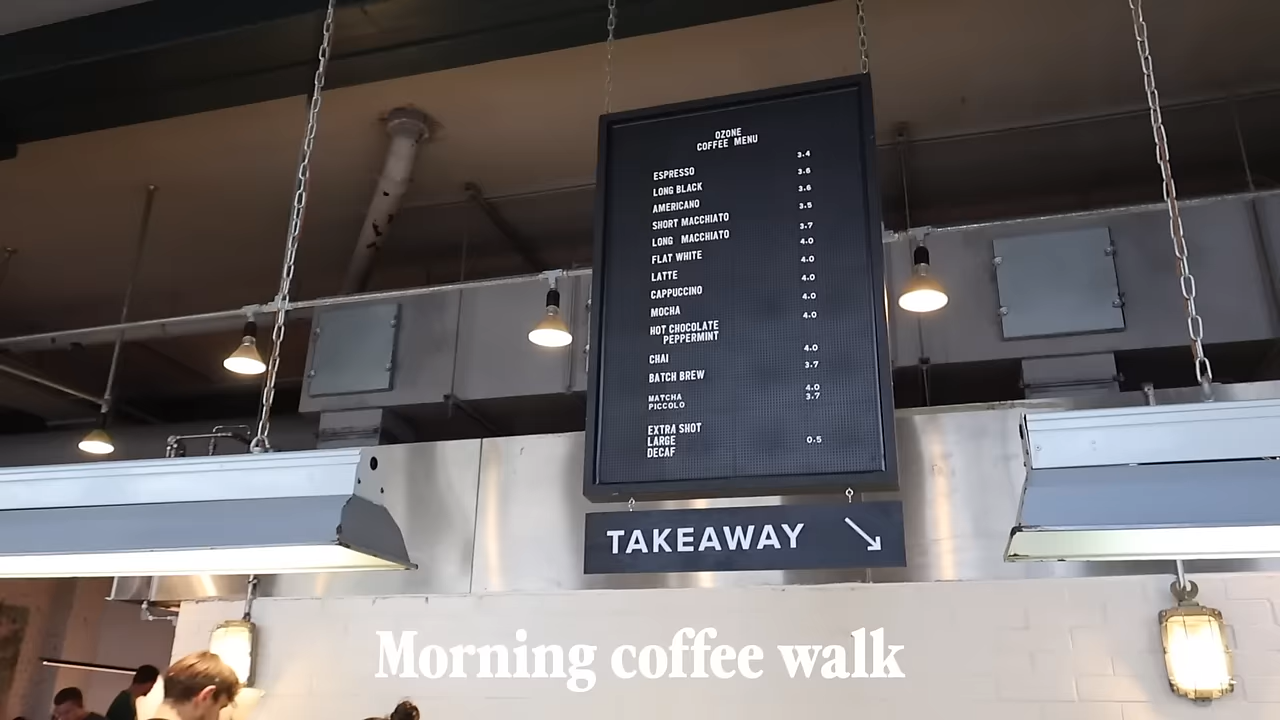 OZONE
COFFEE MENU
ESPRESSO 3.4
LONG BLACK 3.6
AMERICANO 3.6
SHORT MACCHIATO 3.5
LONG MACCHIATO 3.7
FLAT WHITE 4.0
LATTE 4.0
CAPPUCCINO 4.0
MOCHA 4.0
HOT CHOCOLATE 4.0
PEPPERMINT
CHAI 4.0
BATCH BREW 3.7
MATCHA 4.0
PICCOLO 3.7
EXTRA SHOT
LARGE 0.5
DECAF
TAKEAWAY
Morning coffee walk